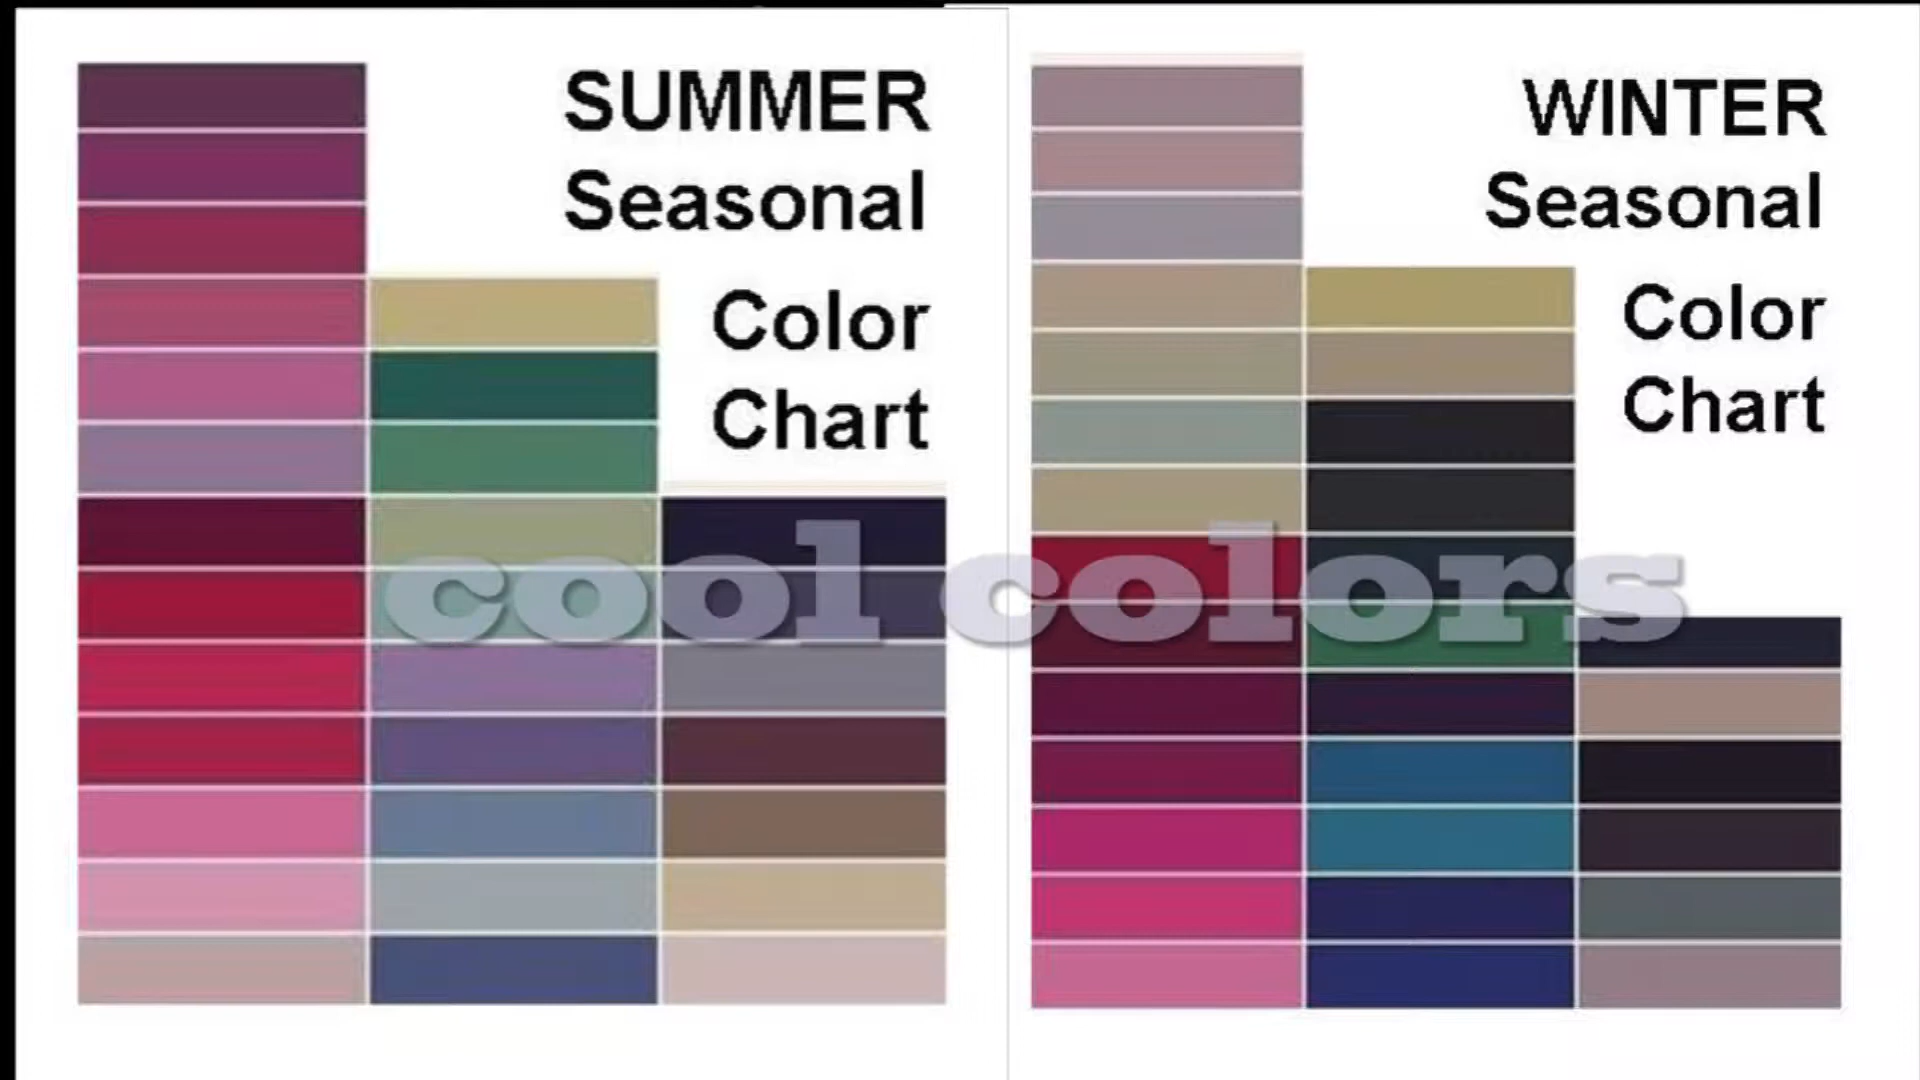 SUMMER
Seasonal
Color
Chart
WINTER
Seasonal
Color
Chart
cool colors